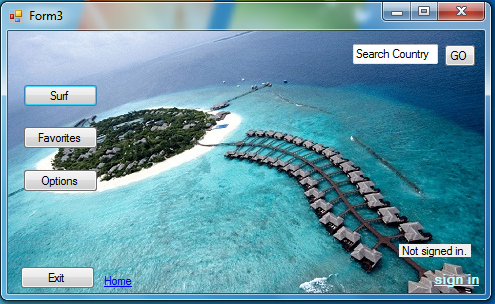 Form3
Search Country
GO
Surf
Favorites
Options
Not signed in.
sign in
Exit
Home